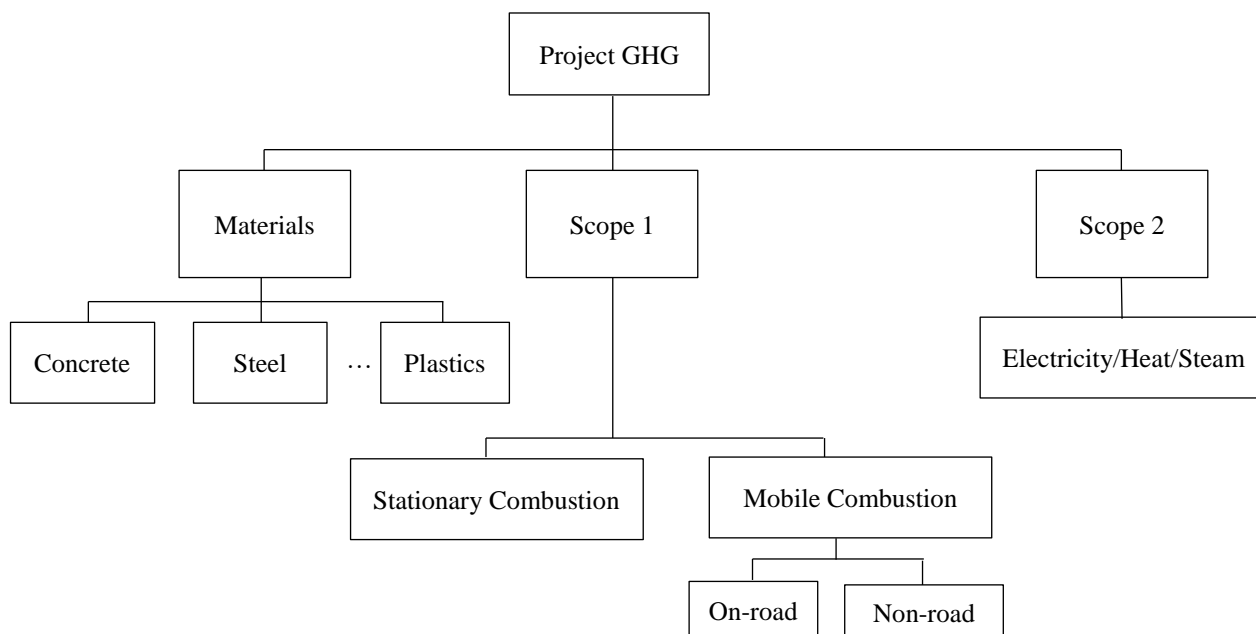 Project GHG
Materials
Scope 1
Scope 2
Concrete
Steel
…
Plastics
Electricity/Heat/Steam
Stationary Combustion
Mobile Combustion
On-road
Non-road